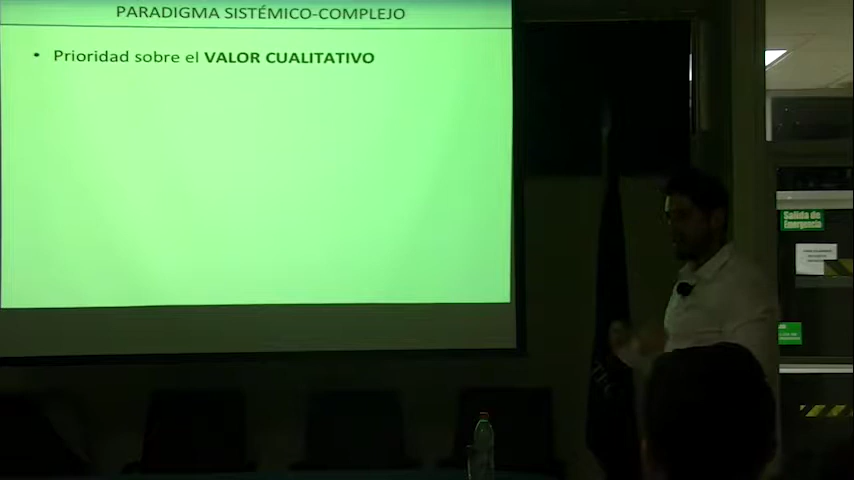 PARADIGMA SISTÉMICO-COMPLEJO
• Prioridad sobre el VALOR CUALITATIVO
Salida de
Emergencia